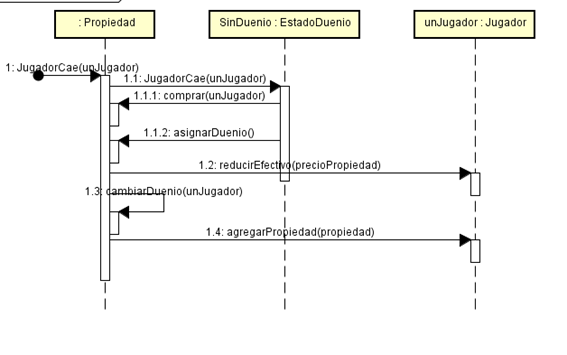 : Propiedad
SinDuenio : EstadoDuenio
unJugador : Jugador
1: JugadorCae(unJugador)
1.1: JugadorCae(unJugador)
1.1.1: comprar(unJugador)
1.1.2: asignarDuenio()
1.2: reducirEfectivo(precioPropiedad)
1.3: cambiarDuenio(unJugador)
1.4: agregarPropiedad(propiedad)